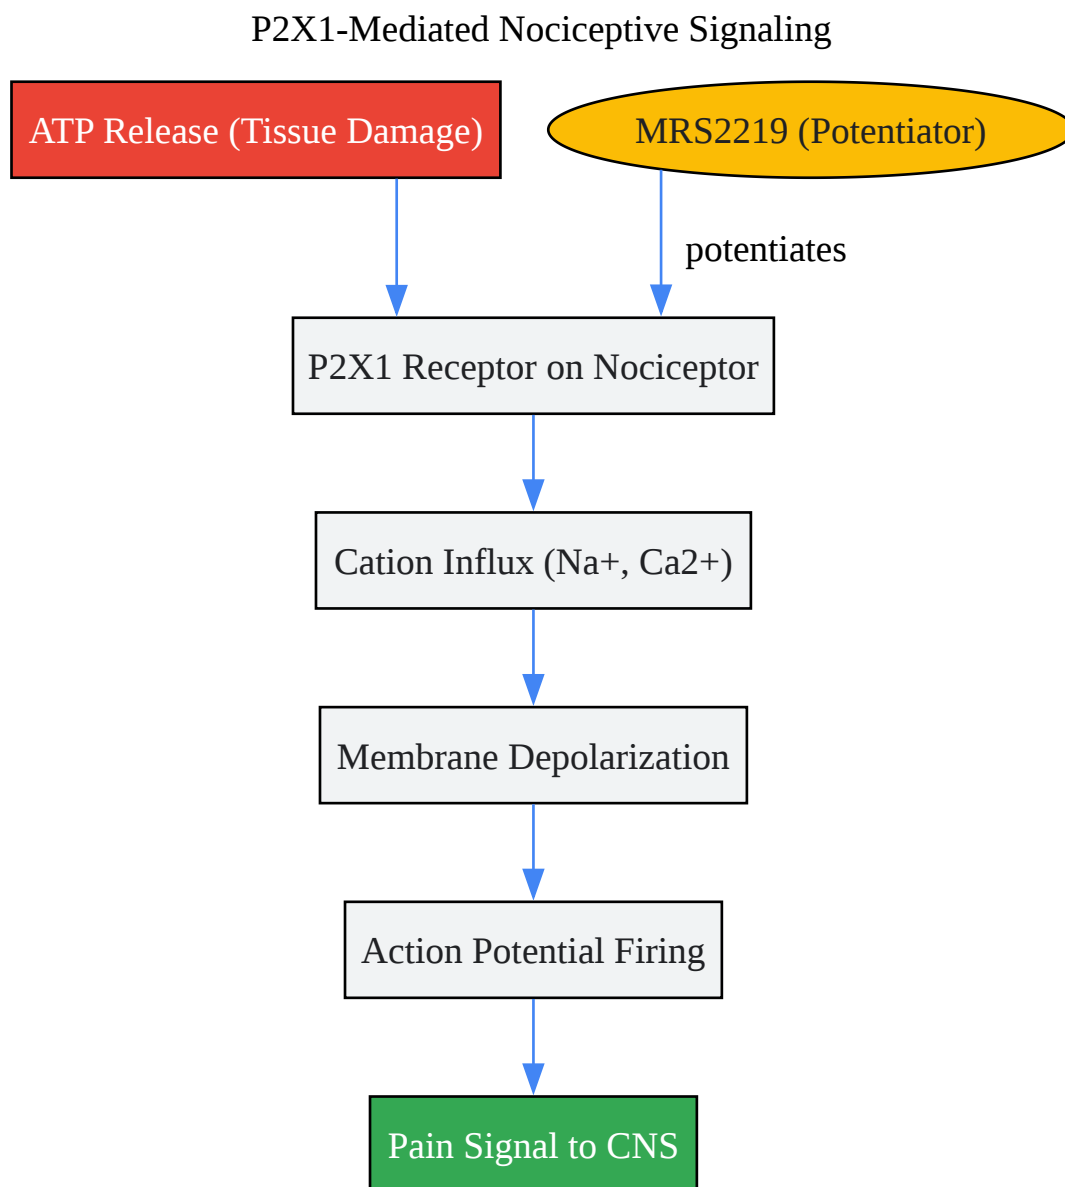 P2X1-Mediated Nociceptive Signaling
ATP Release (Tissue Damage)
MRS2219 (Potentiator)
potentiates
P2X1 Receptor on Nociceptor
Cation Influx (Na+, Ca2+)
Membrane Depolarization
Action Potential Firing
Pain Signal to CNS